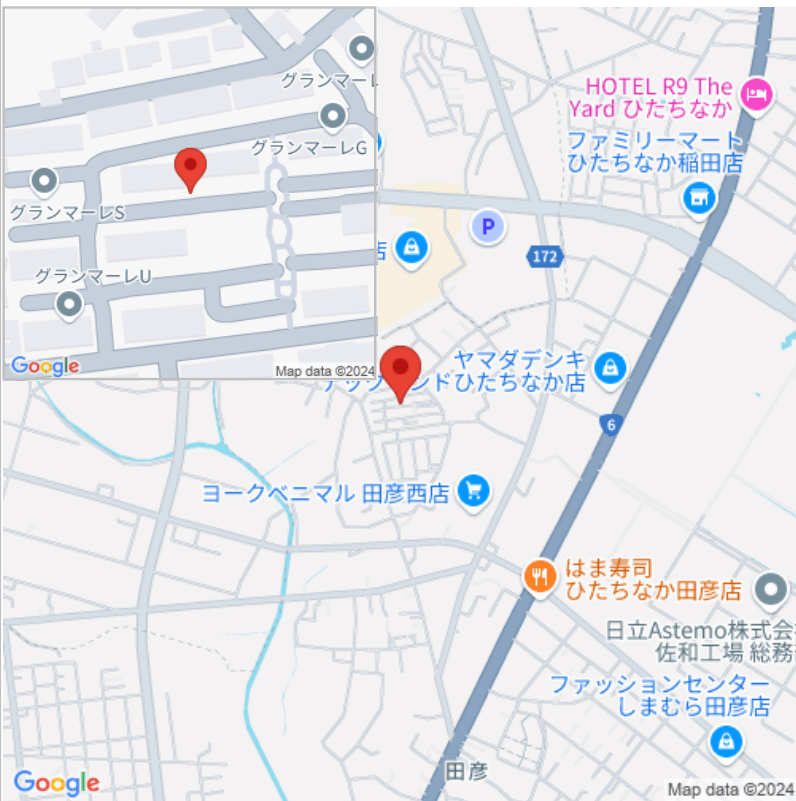 グランマーレ
グランマーレG
グランマーレS
グランマーレU
Google
Map data ©2024
HOTEL R9 The
Yard ひたちなか
ファミリーマート
ひたちなか稲田店
店
P
172
ヤマダデンキ
ンドひたちなか店
6
ヨークベニマル 田彦西店
はま寿司
ひたちなか田彦店
日立Astemo株式会
佐和工場 総務
ファッションセンター
しまむら田彦店
田彦
Google
Map data ©2024